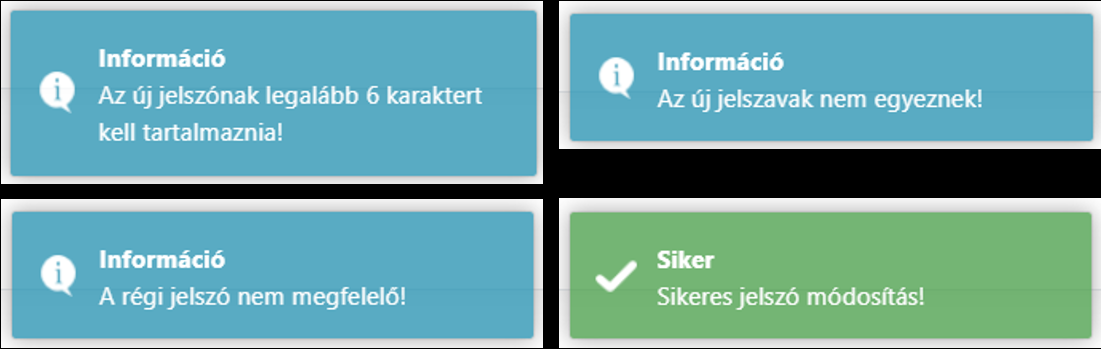 Információ
Az új jelszónak legalább 6 karaktert
kell tartalmaznia!
Információ
Az új jelszavak nem egyeznek!
Információ
A régi jelszó nem megfelelő!
Siker
Sikeres jelszó módosítás!